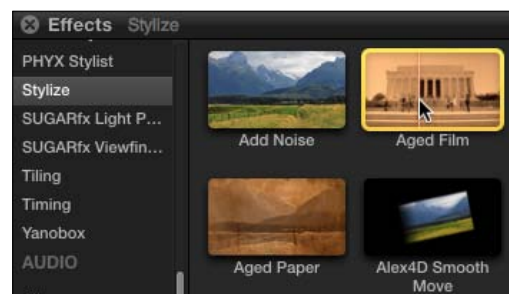 Effects Stylize
PHYX Stylist
Stylize
SUGARfx Light P...
SUGARfx Viewfin...
Tiling
Timing
Yanobox
AUDIO
Add Noise
Aged Film
Aged Paper
Alex4D Smooth
Move